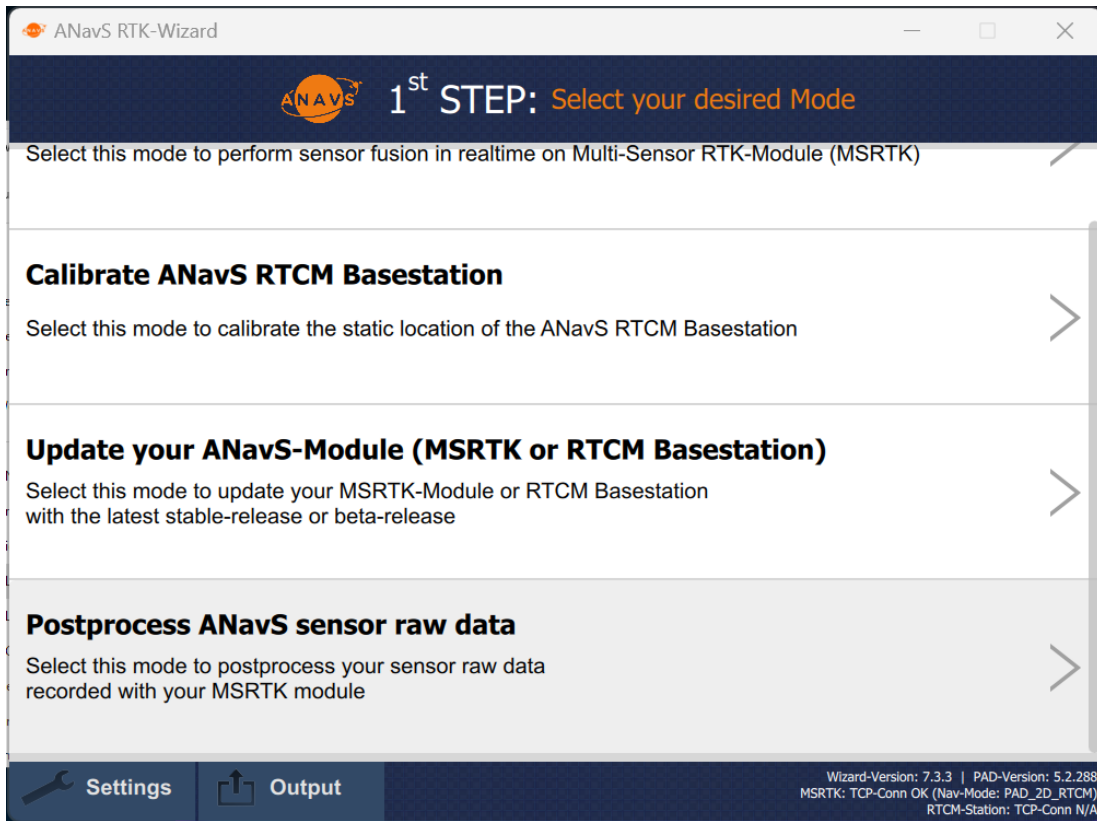 ANavS RTK-Wizard
ANAVS
1st STEP: Select your desired Mode
Select this mode to perform sensor fusion in realtime on Multi-Sensor RTK-Module (MSRTK)
Calibrate ANavS RTCM Basestation
Select this mode to calibrate the static location of the ANavS RTCM Basestation
Update your ANavS-Module (MSRTK or RTCM Basestation)
Select this mode to update your MSRTK-Module or RTCM Basestation
with the latest stable-release or beta-release
Postprocess ANavS sensor raw data
Select this mode to postprocess your sensor raw data
recorded with your MSRTK module
Settings
Output
Wizard-Version: 7.3.3 | PAD-Version: 5.2.288
MSRTK: TCP-Conn OK (Nav-Mode: PAD_2D_RTCM)
RTCM-Station: TCP-Conn N/A